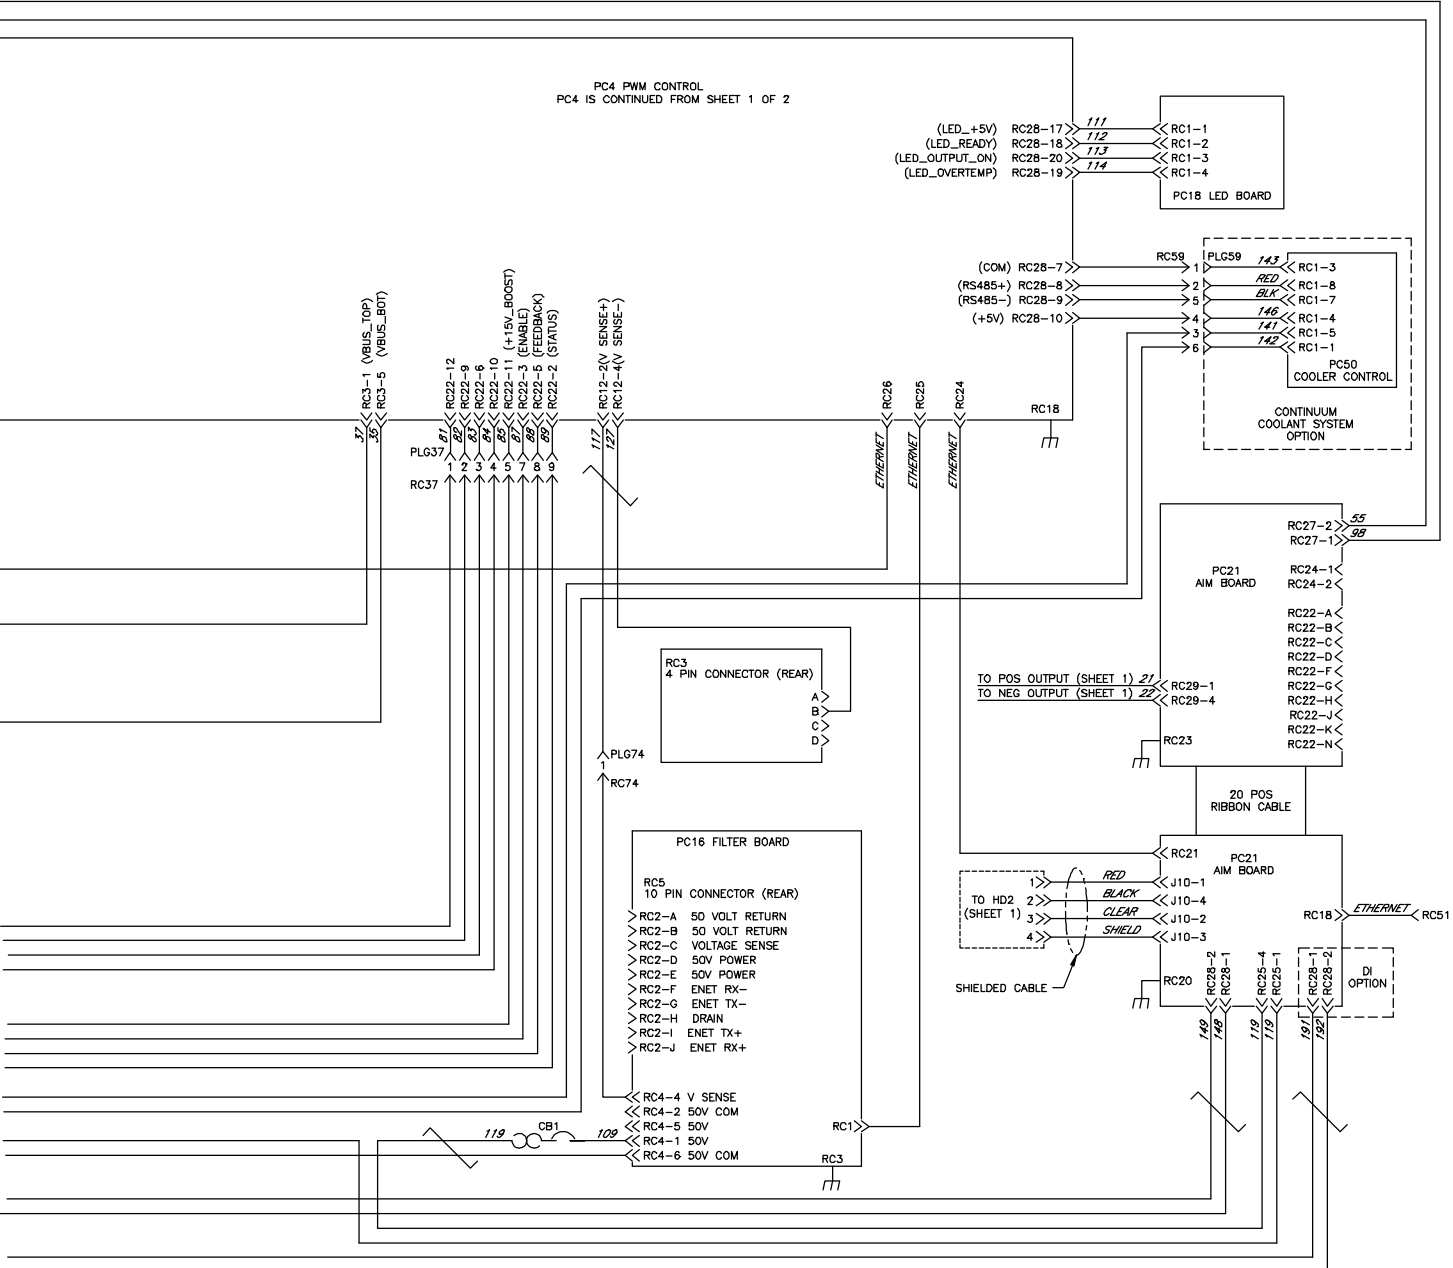 PC4 PWM CONTROL
PC4 IS CONTINUED FROM SHEET 1 OF 2
(LED_+5V) RC28-17 111 RC1-1
(LED_READY) RC28-18 112 RC1-2
(LED_OUTPUT_ON) RC28-20 113 RC1-3
(LED_OVERTEMP) RC28-19 114 RC1-4
PC18 LED BOARD
RC59 PLG59
(COM) RC28-7 1 143 RC1-3
(RS485+) RC28-8 2 RED RC1-8
(RS485-) RC28-9 5 BLK RC1-7
(+5V) RC28-10 4 146 RC1-4
3 141 RC1-5
6 142 RC1-1
PC50
COOLER CONTROL
CONTINUUM
COOLANT SYSTEM
OPTION
RC3-1 (VBUS_TOP)
RC3-5 (VBUS_BOT)
RC22-12
RC22-9
RC22-6
RC22-10
RC22-11 (+15V_BOOST)
RC22-3 (ENABLE)
RC22-5 (FEEDBACK)
RC22-2 (STATUS)
RC12-2(V SENSE+)
RC12-4(V SENSE-)
RC26
RC25
RC24
RC18
37
35
81
82
83
84
85
87
88
89
117
127
ETHERNET
ETHERNET
ETHERNET
PLG37
1 2 3 4 5 7 8 9
RC37
RC27-2 55
RC27-1 98
PC21
AIM BOARD
RC24-1
RC24-2
RC22-A
RC22-B
RC22-C
RC22-D
RC22-F
RC22-G
RC22-H
RC22-J
RC22-K
RC22-N
TO POS OUTPUT (SHEET 1) 21 RC29-1
TO NEG OUTPUT (SHEET 1) 22 RC29-4
RC23
RC3
4 PIN CONNECTOR (REAR)
A
B
C
D
PLG74
1
RC74
20 POS
RIBBON CABLE
PC16 FILTER BOARD
RC5
10 PIN CONNECTOR (REAR)
RC2-A 50 VOLT RETURN
RC2-B 50 VOLT RETURN
RC2-C VOLTAGE SENSE
RC2-D 50V POWER
RC2-E 50V POWER
RC2-F ENET RX-
RC2-G ENET TX-
RC2-H DRAIN
RC2-I ENET TX+
RC2-J ENET RX+
RC4-4 V SENSE
RC4-2 50V COM
RC4-5 50V
RC4-1 50V
RC4-6 50V COM
RC1
RC3
119 CB1 109
RC21
PC21
AIM BOARD
TO HD2
(SHEET 1)
1 RED J10-1
2 BLACK J10-4
3 CLEAR J10-2
4 SHIELD J10-3
SHIELDED CABLE
RC18 ETHERNET RC51
RC20
RC28-2
RC28-1
RC25-4
RC25-1
RC28-1
RC28-2
DI
OPTION
149
148
119
119
191
192